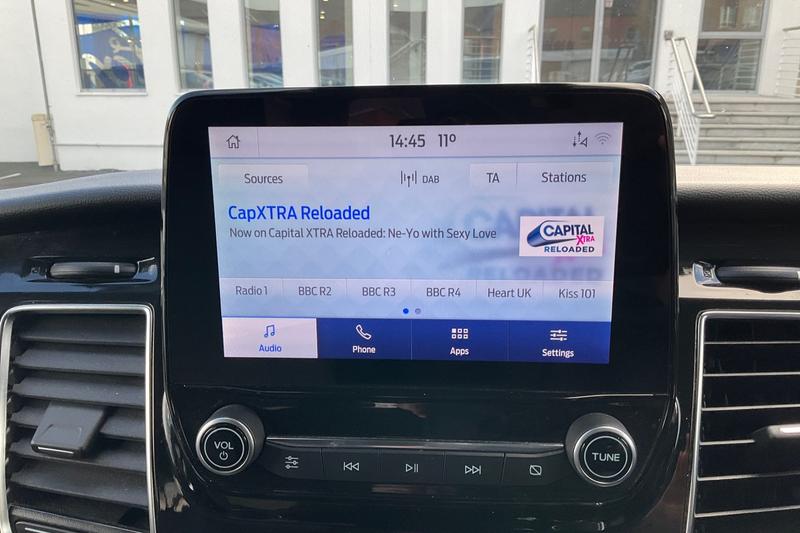 14:45 11º
Sources DAB TA Stations
CapXTRA Reloaded
Now on Capital XTRA Reloaded: Ne-Yo with Sexy Love
CAPITAL
XTRA
RELOADED
Radio 1 BBC R2 BBC R3 BBC R4 Heart UK Kiss 101
Audio Phone Apps Settings
VOL
TUNE